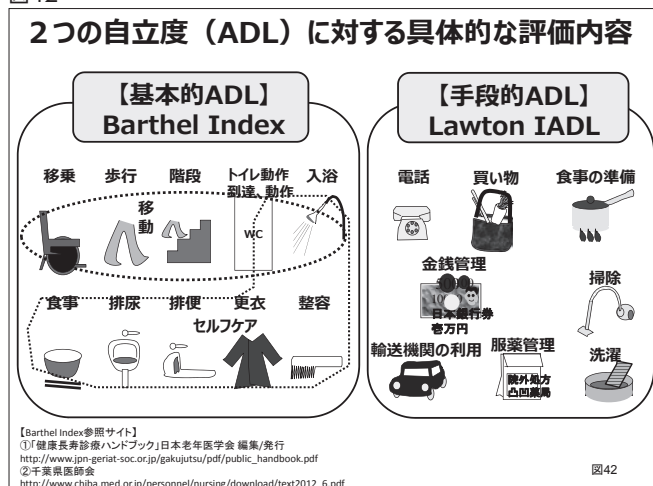 図42
２つの自立度（ADL）に対する具体的な評価内容
【基本的ADL】
Barthel Index
移乗 歩行 階段 トイレ動作 入浴
到達、動作
移動
WC
食事 排尿 排便 更衣 整容
セルフケア
【手段的ADL】
Lawton IADL
電話 買い物 食事の準備
金銭管理
日本銀行券
壱万円
掃除
輸送機関の利用 服薬管理 洗濯
院外処方
凸凹薬局
【Barthel Index参照サイト】
①「健康長寿診療ハンドブック」日本老年医学会 編集/発行
http://www.jpn-geriat-soc.or.jp/gakujutsu/pdf/public_handbook.pdf
②千葉県医師会
http://www.chiba.med.or.jp/personnel/nursing/download/text2012_6.pdf
図42